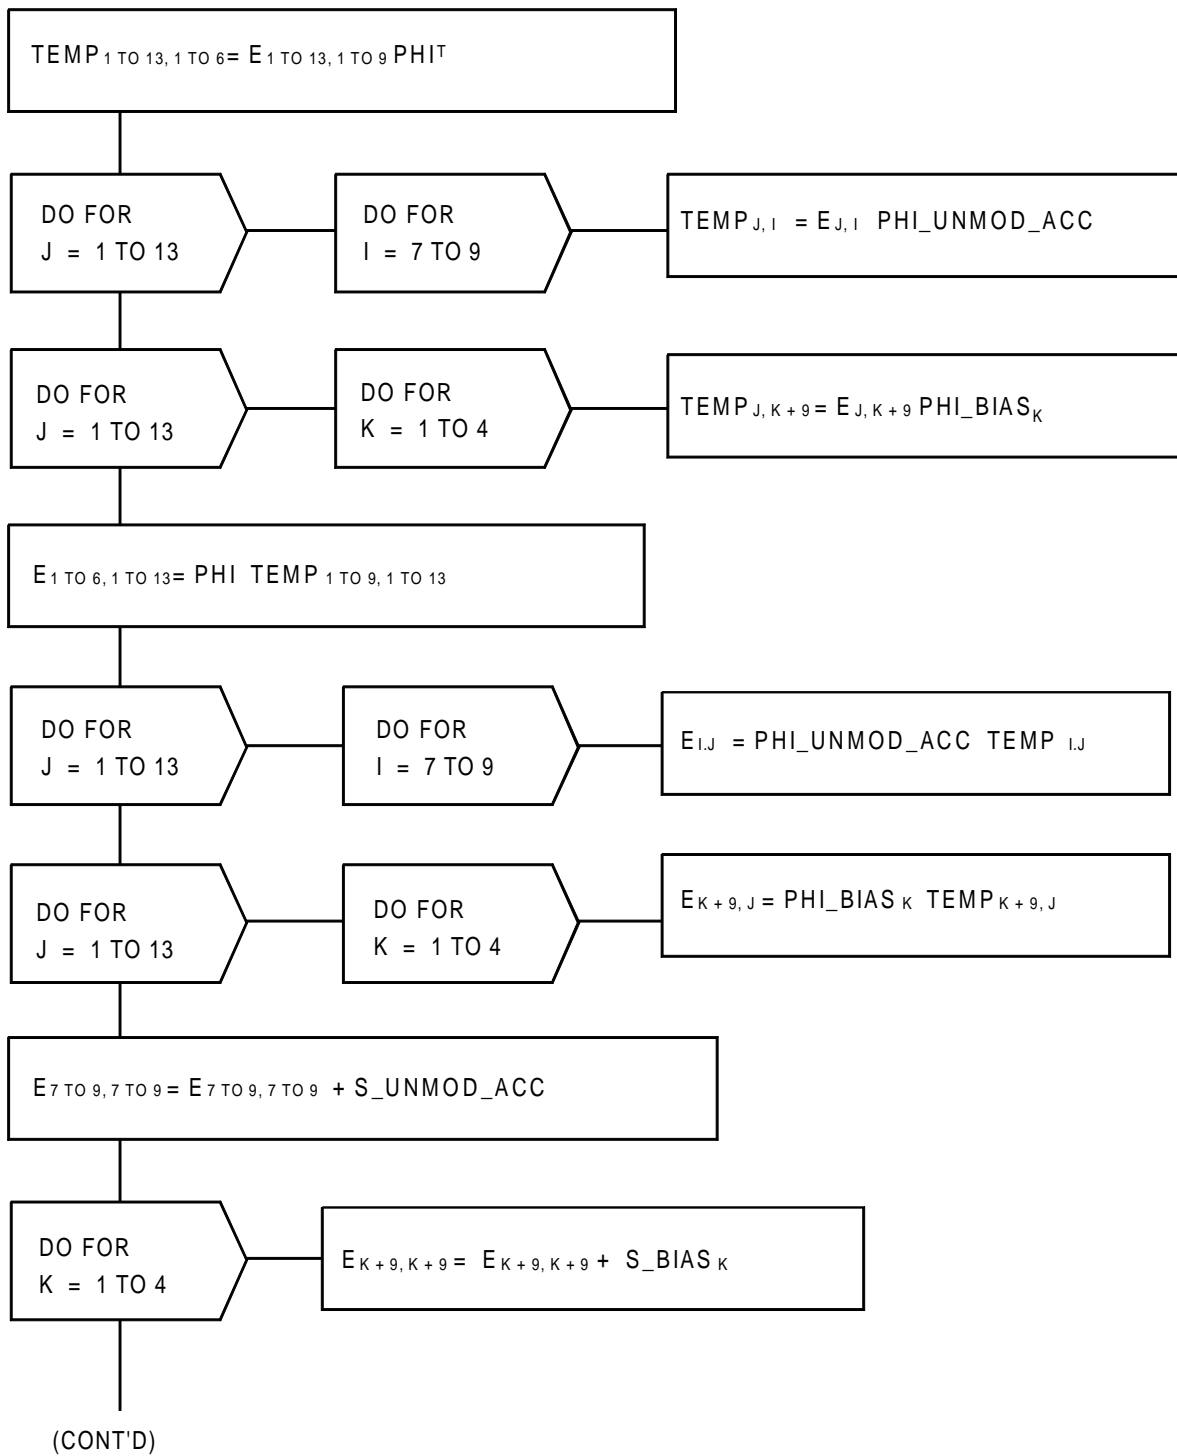 TEMP 1 TO 13, 1 TO 6 = E 1 TO 13, 1 TO 9 PHI T
DO FOR
J = 1 TO 13
DO FOR
I = 7 TO 9
TEMP J, I = E J, I PHI_UNMOD_ACC
DO FOR
J = 1 TO 13
DO FOR
K = 1 TO 4
TEMP J, K + 9 = E J, K + 9 PHI_BIAS K
E 1 TO 6, 1 TO 13 = PHI TEMP 1 TO 9, 1 TO 13
DO FOR
J = 1 TO 13
DO FOR
I = 7 TO 9
E I.J = PHI_UNMOD_ACC TEMP I.J
DO FOR
J = 1 TO 13
DO FOR
K = 1 TO 4
E K + 9, J = PHI_BIAS K TEMP K + 9, J
E 7 TO 9, 7 TO 9 = E 7 TO 9, 7 TO 9 + S_UNMOD_ACC
DO FOR
K = 1 TO 4
E K + 9, K + 9 = E K + 9, K + 9 + S_BIAS K
(CONT'D)